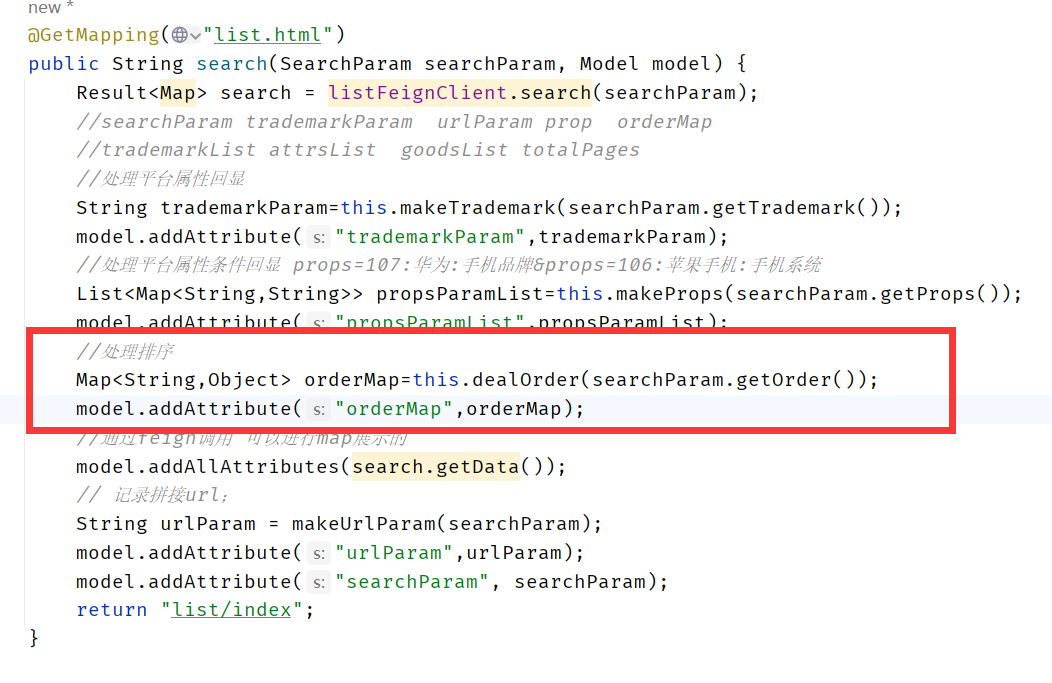 new *
@GetMapping("list.html")
public String search(SearchParam searchParam, Model model) {
Result<Map> search = listFeignClient.search(searchParam);
//searchParam trademarkParam  urlParam prop  orderMap
//trademarkList attrsList  goodsList totalPages
//处理平台属性回显
String trademarkParam=this.makeTrademark(searchParam.getTrademark());
model.addAttribute( s: "trademarkParam",trademarkParam);
//处理平台属性条件回显 props=107:华为:手机品牌&props=106:苹果手机:手机系统
List<Map<String,String>> propsParamList=this.makeProps(searchParam.getProps());
model.addAttribute( s: "propsParamList",propsParamList);
//处理排序
Map<String,Object> orderMap=this.dealOrder(searchParam.getOrder());
model.addAttribute( s: "orderMap",orderMap);
//通过feign调用 可以进行map展示的
model.addAllAttributes(search.getData());
// 记录拼接url;
String urlParam = makeUrlParam(searchParam);
model.addAttribute( s: "urlParam",urlParam);
model.addAttribute( s: "searchParam", searchParam);
return "list/index";
}